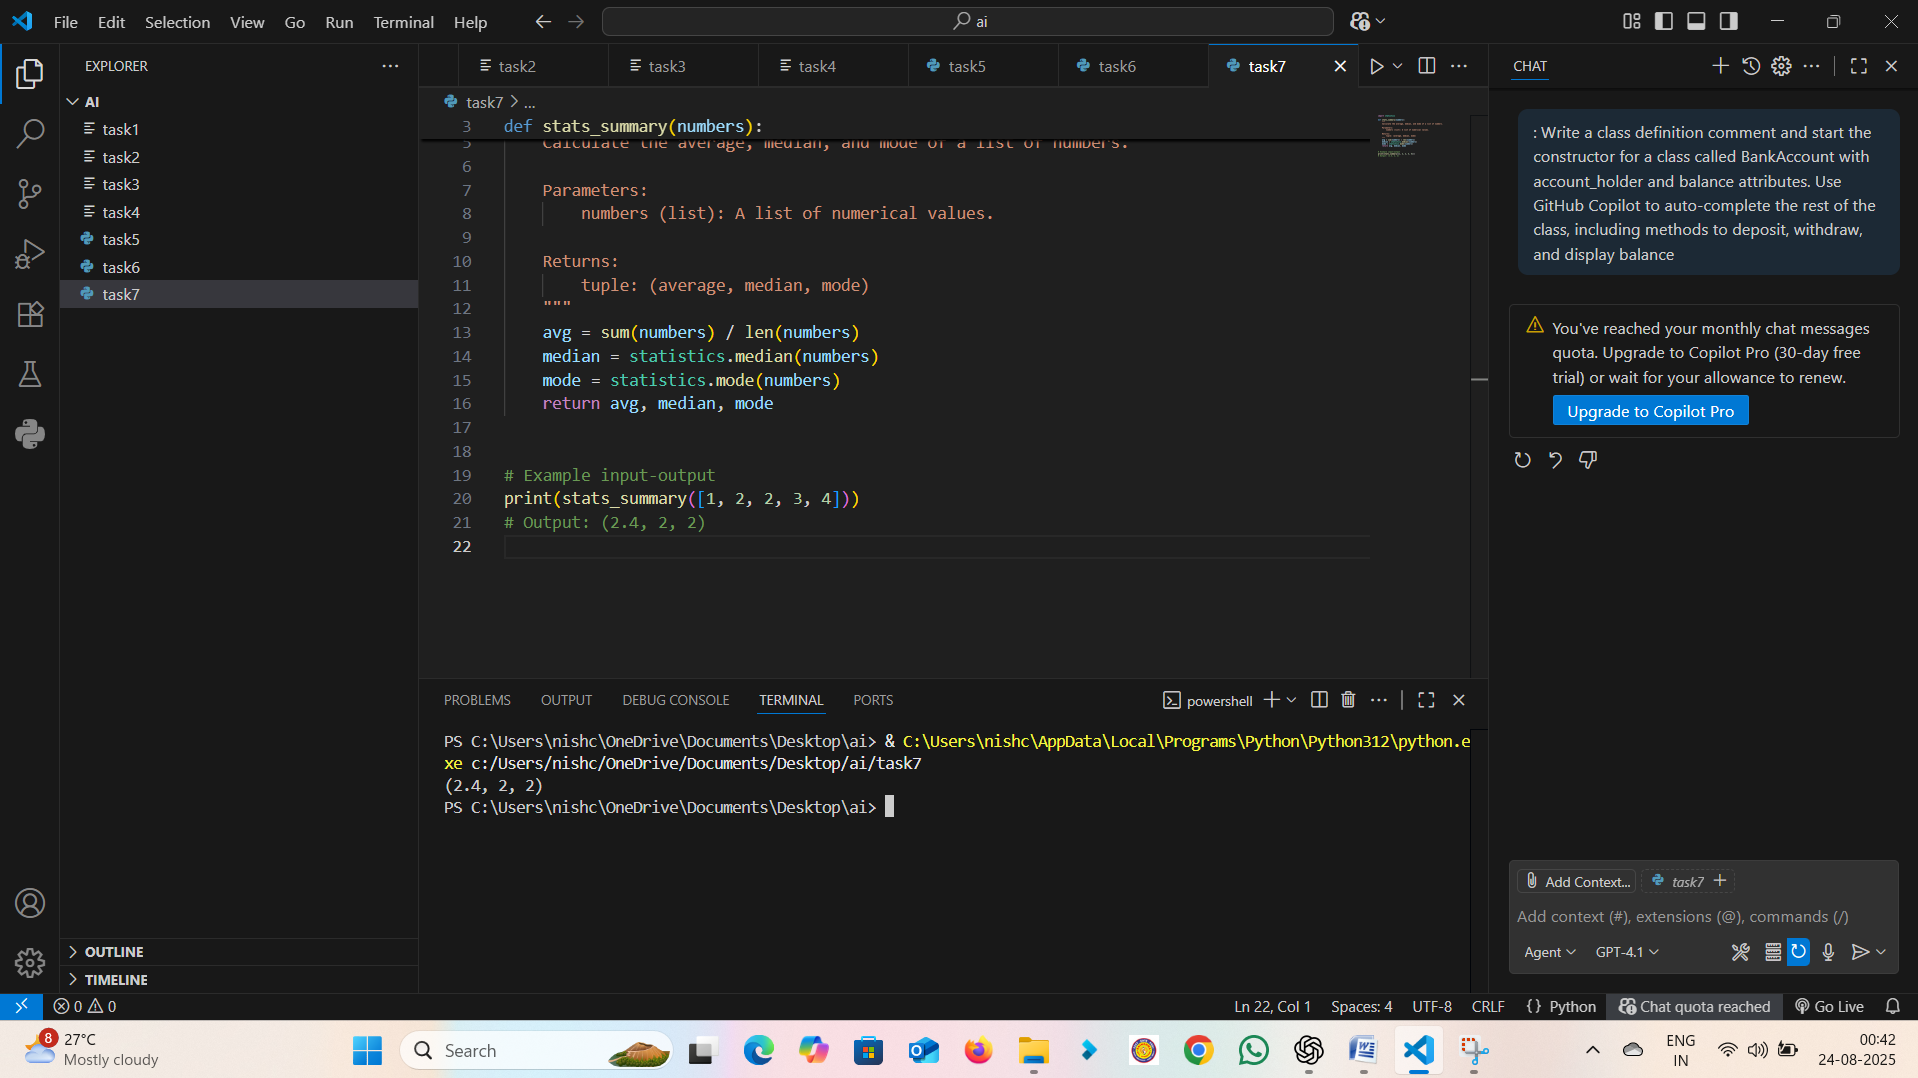 File Edit Selection View Go Run Terminal Help
ai
EXPLORER
AI
task1
task2
task3
task4
task5
task6
task7
OUTLINE
TIMELINE
task2 task3 task4 task5 task6 task7
task7 > ...
3 def stats_summary(numbers):
5 Calculate the average, median, and mode of a list of numbers.
6
7 Parameters:
8 numbers (list): A list of numerical values.
9
10 Returns:
11 tuple: (average, median, mode)
12 """
13 avg = sum(numbers) / len(numbers)
14 median = statistics.median(numbers)
15 mode = statistics.mode(numbers)
16 return avg, median, mode
17
18
19 # Example input-output
20 print(stats_summary([1, 2, 2, 3, 4]))
21 # Output: (2.4, 2, 2)
22
PROBLEMS OUTPUT DEBUG CONSOLE TERMINAL PORTS
powershell
PS C:\Users\nishc\OneDrive\Documents\Desktop\ai> & C:\Users\nishc\AppData\Local\Programs\Python\Python312\python.e
xe c:/Users/nishc/OneDrive/Documents/Desktop/ai/task7
(2.4, 2, 2)
PS C:\Users\nishc\OneDrive\Documents\Desktop\ai>
CHAT
: Write a class definition comment and start the
constructor for a class called BankAccount with
account_holder and balance attributes. Use
GitHub Copilot to auto-complete the rest of the
class, including methods to deposit, withdraw,
and display balance
You've reached your monthly chat messages
quota. Upgrade to Copilot Pro (30-day free
trial) or wait for your allowance to renew.
Upgrade to Copilot Pro
Add Context... task7
Add context (#), extensions (@), commands (/)
Agent GPT-4.1
0 0
Ln 22, Col 1 Spaces: 4 UTF-8 CRLF {} Python Chat quota reached Go Live
8
27°C
Mostly cloudy
Search
ENG
IN
00:42
24-08-2025